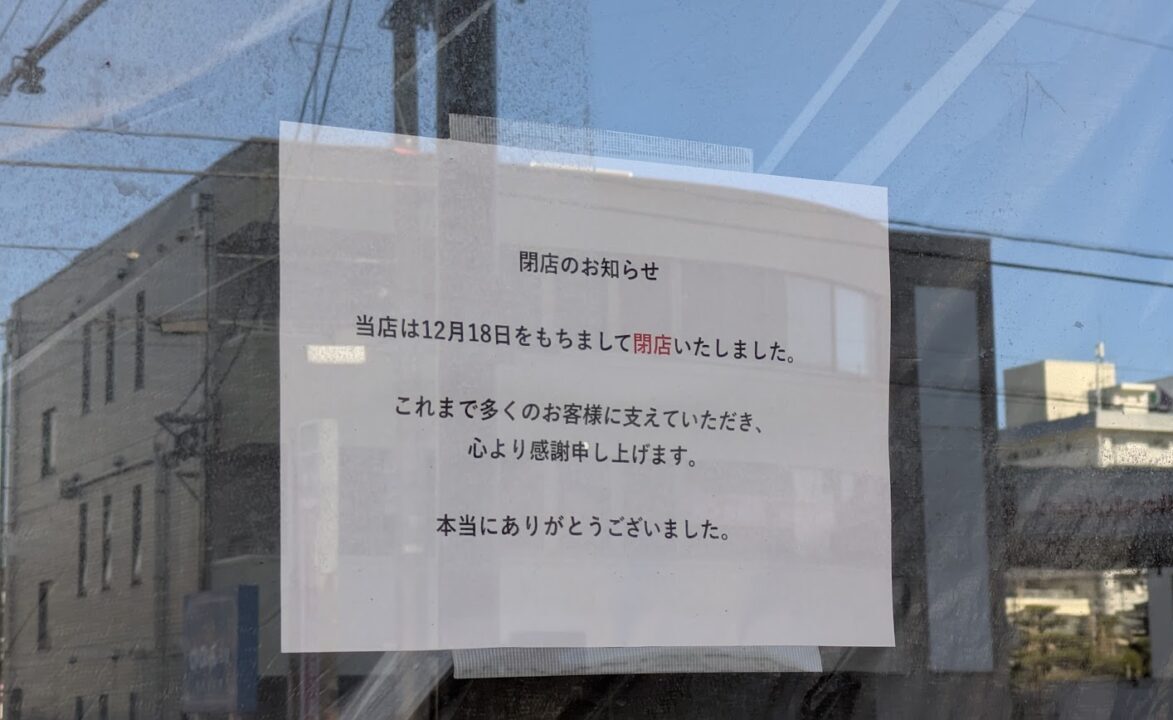 閉店のお知らせ
当店は12月18日をもちまして閉店いたしました。
これまで多くのお客様に支えていただき、
心より感謝申し上げます。
本当にありがとうございました。